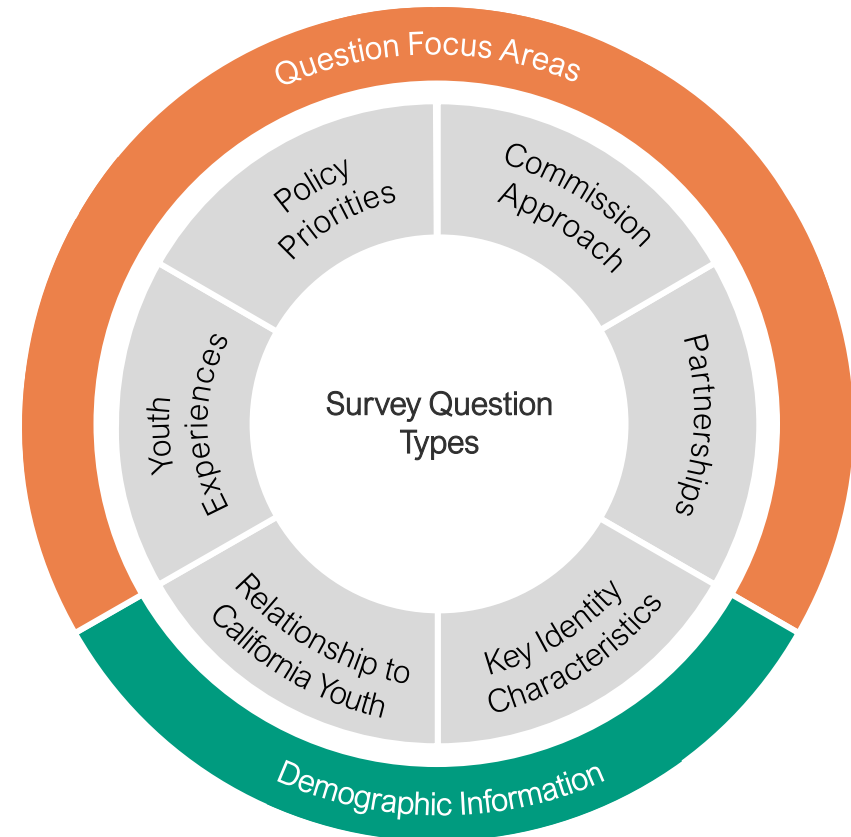 Question Focus Areas
Policy
Priorities
Commission
Approach
Youth
Experiences
Survey Question
Types
Partnerships
Relationship to
California Youth
Key Identity
Characteristics
Demographic Information